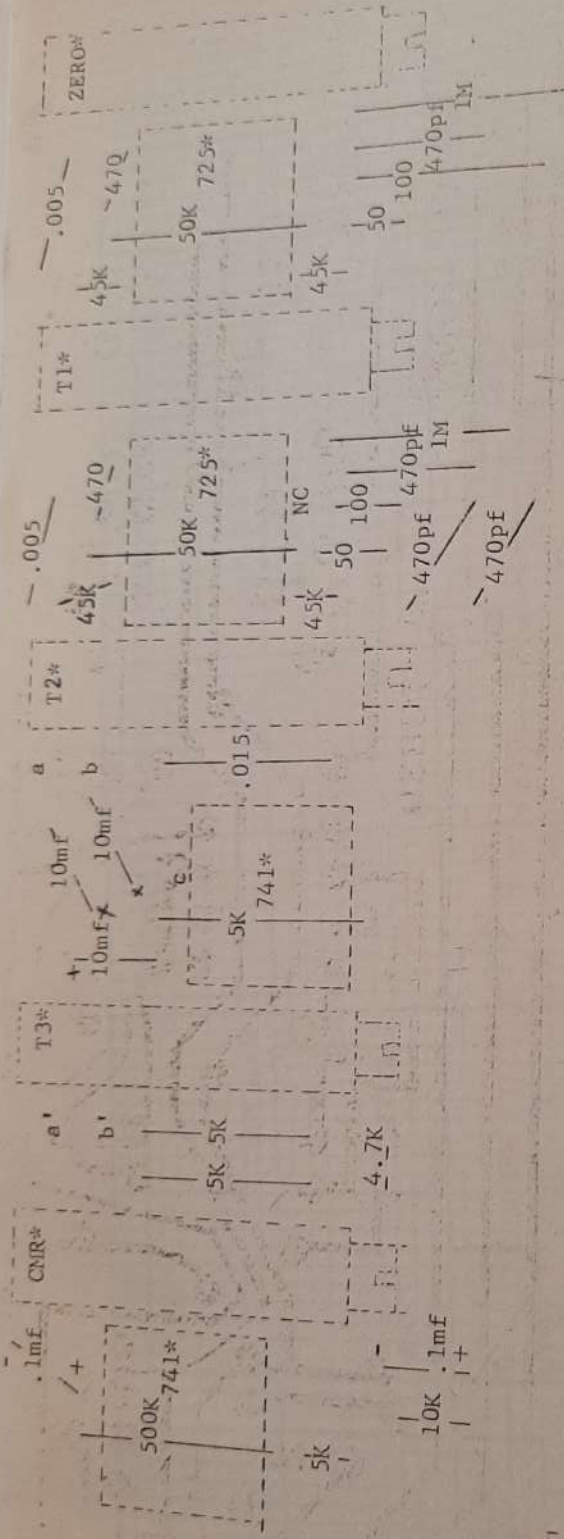 -
.1mf CMR* a' T3* 10mf a T2* .005 T1* .005 ZERO*
/+ b' + 10mf 10mf b 45K ~470 45K ~470
500K 741* 5K 5K c .015 50K 725* 50K 725*
5K 5K 741* 45K NC 45K
10K - 4.7K 50 100 50 100
.1mf 470pf 470pf 470pf
+ 470pf 1M 1M